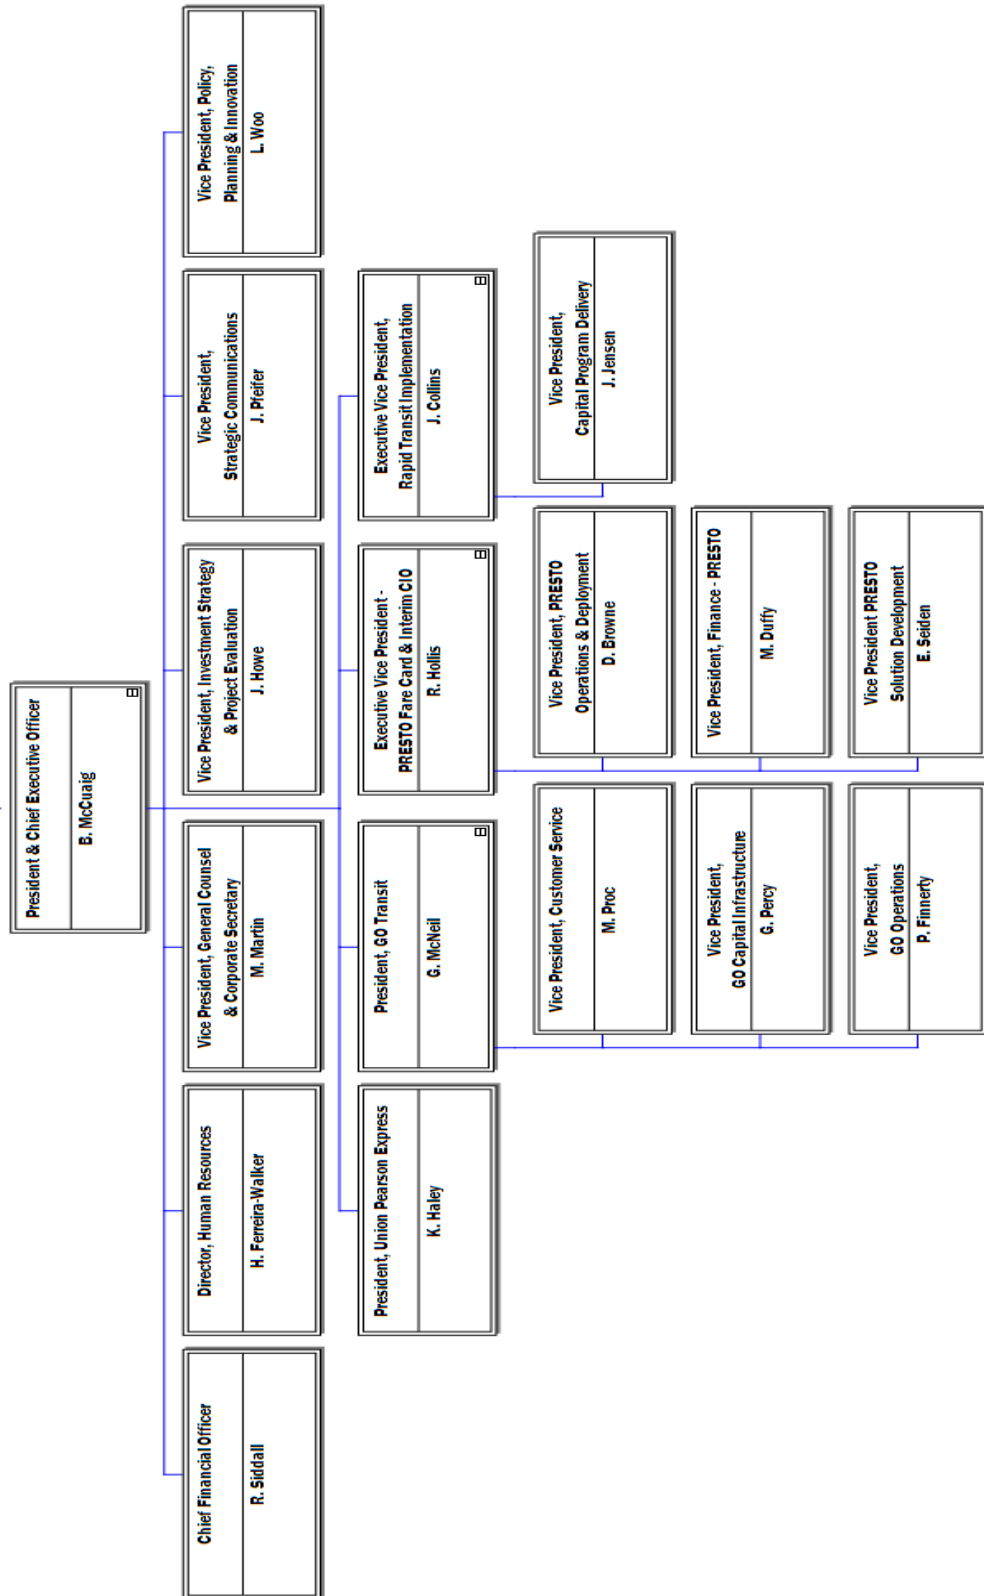 President & Chief Executive Officer
B. McCuaig
Chief Financial Officer
R. Siddall
Director, Human Resources
H. Ferreira-Walker
Vice President, General Counsel
& Corporate Secretary
M. Martin
Vice President, Investment Strategy
& Project Evaluation
J. Howe
Vice President,
Strategic Communications
J. Pfeifer
Vice President, Policy,
Planning & Innovation
L. Woo
President, Union Pearson Express
K. Haley
President, GO Transit
G. McNeil
Executive Vice President -
PRESTO Fare Card & Interim CIO
R. Hollis
Executive Vice President,
Rapid Transit Implementation
J. Collins
Vice President, Customer Service
M. Proc
Vice President, PRESTO
Operations & Deployment
D. Browne
Vice President,
Capital Program Delivery
J. Jensen
Vice President,
GO Capital Infrastructure
G. Percy
Vice President, Finance - PRESTO
M. Duffy
Vice President,
GO Operations
P. Finnerty
Vice President PRESTO
Solution Development
E. Seiden